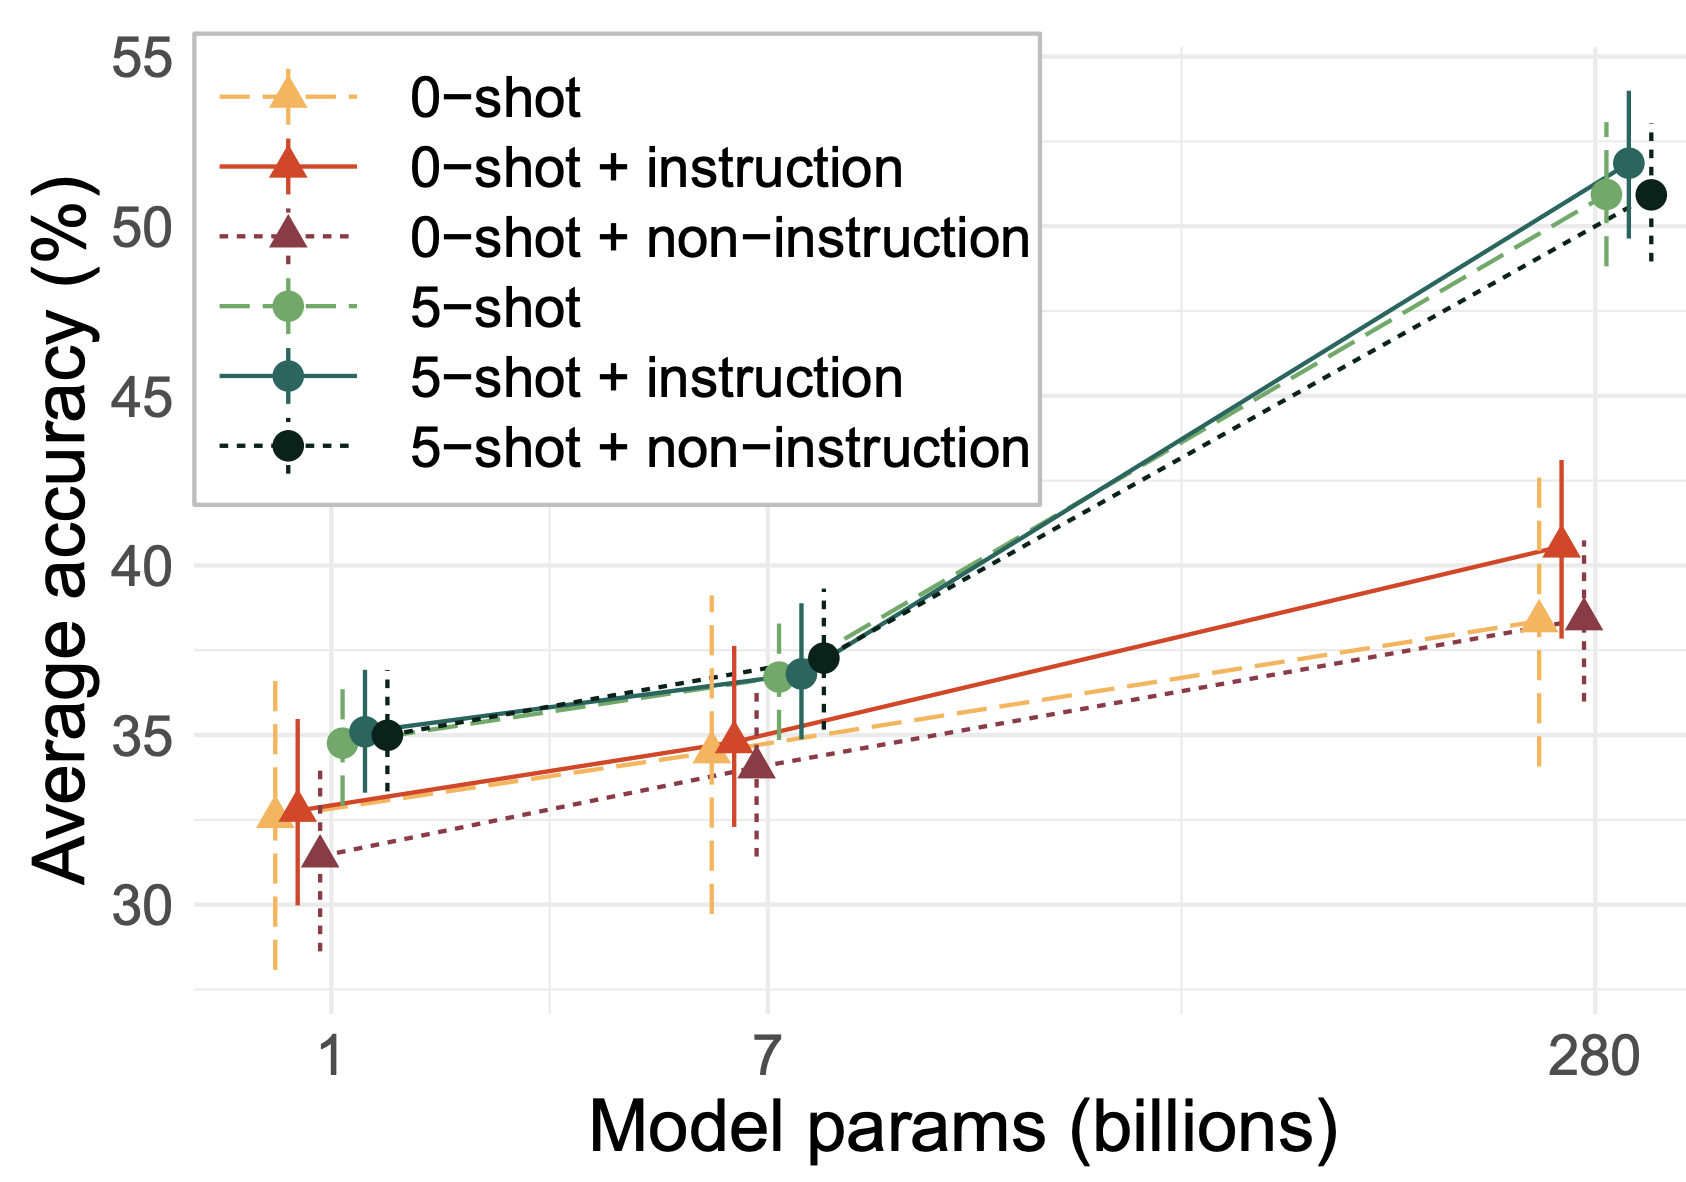 Average accuracy (%)
55
50
45
40
35
30
0−shot
0−shot + instruction
0−shot + non−instruction
5−shot
5−shot + instruction
5−shot + non−instruction
1
7
280
Model params (billions)